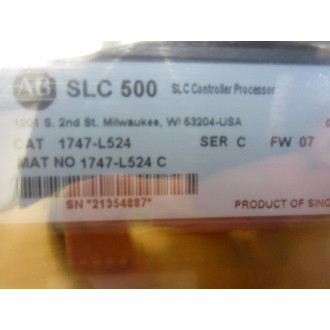 AB SLC 500 SLC Controller Processor
1201 S. 2nd St. Milwaukee, WI 53204-USA
CAT 1747-L524 SER C FW 07
MAT NO 1747-L524 C
SN "21354887"
PRODUCT OF SING